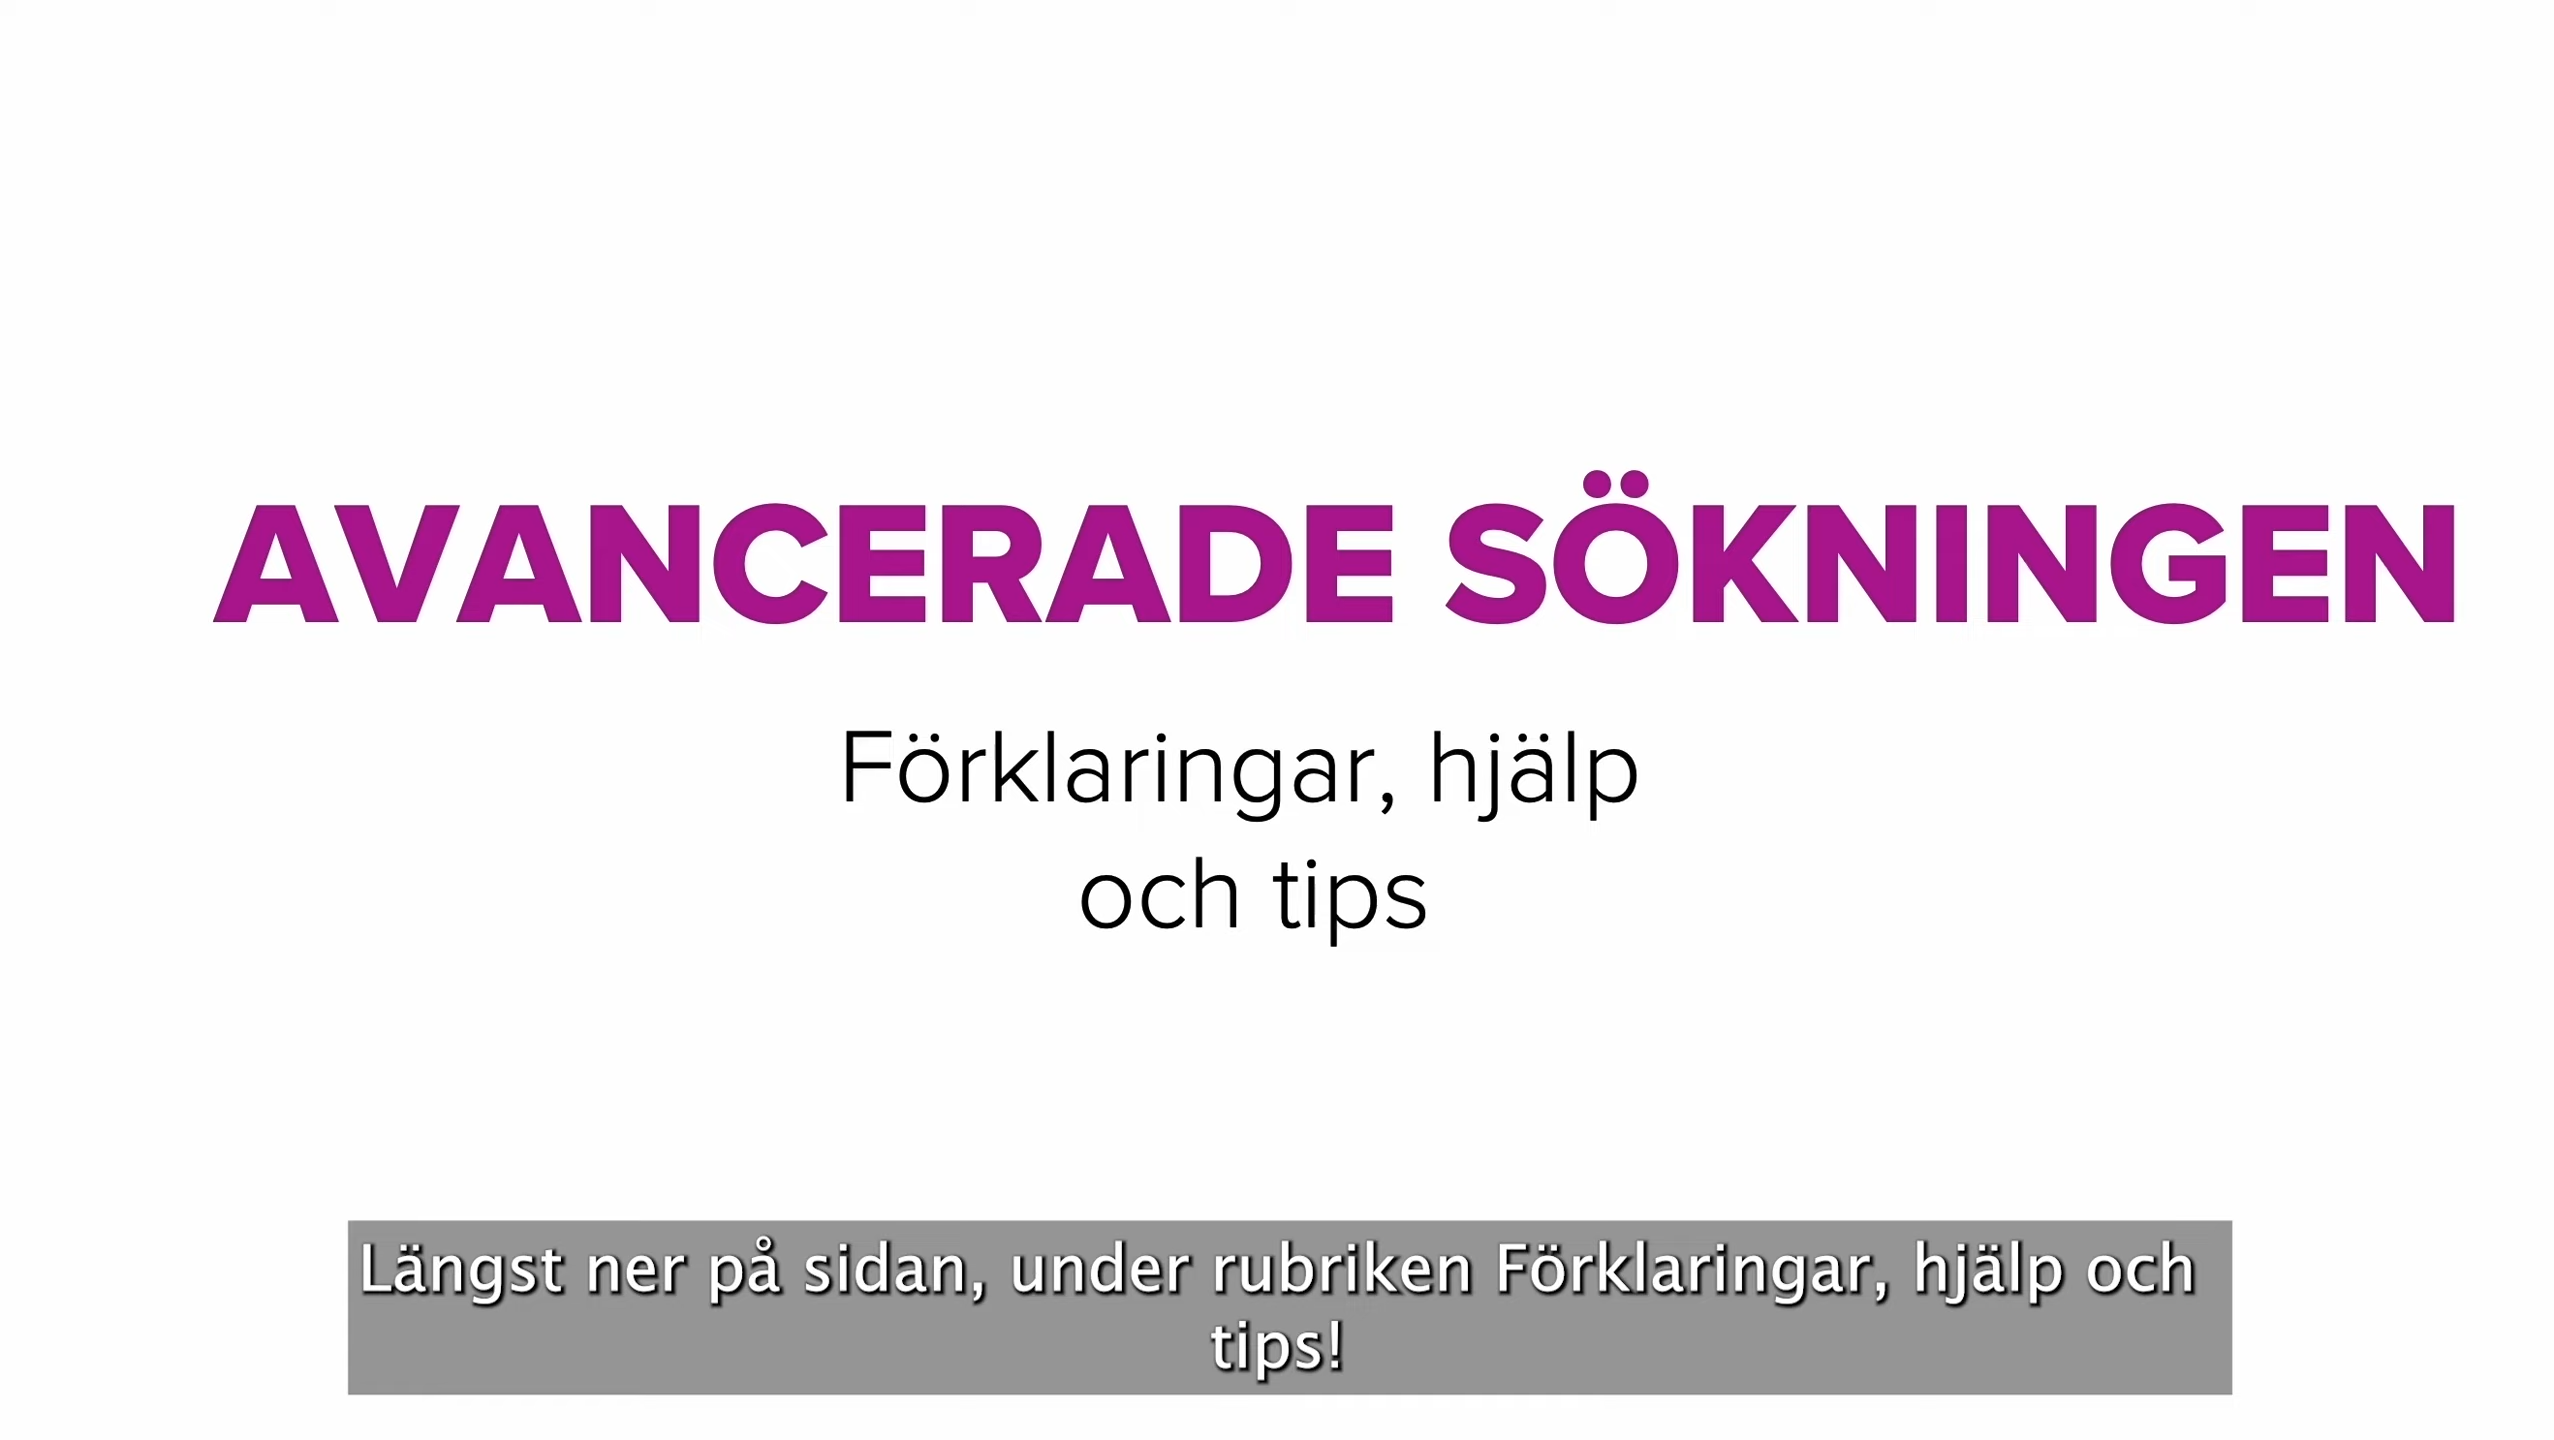 AVANCERADE SÖKNINGEN
Förklaringar, hjälp
och tips
Längst ner på sidan, under rubriken Förklaringar, hjälp och
tips!